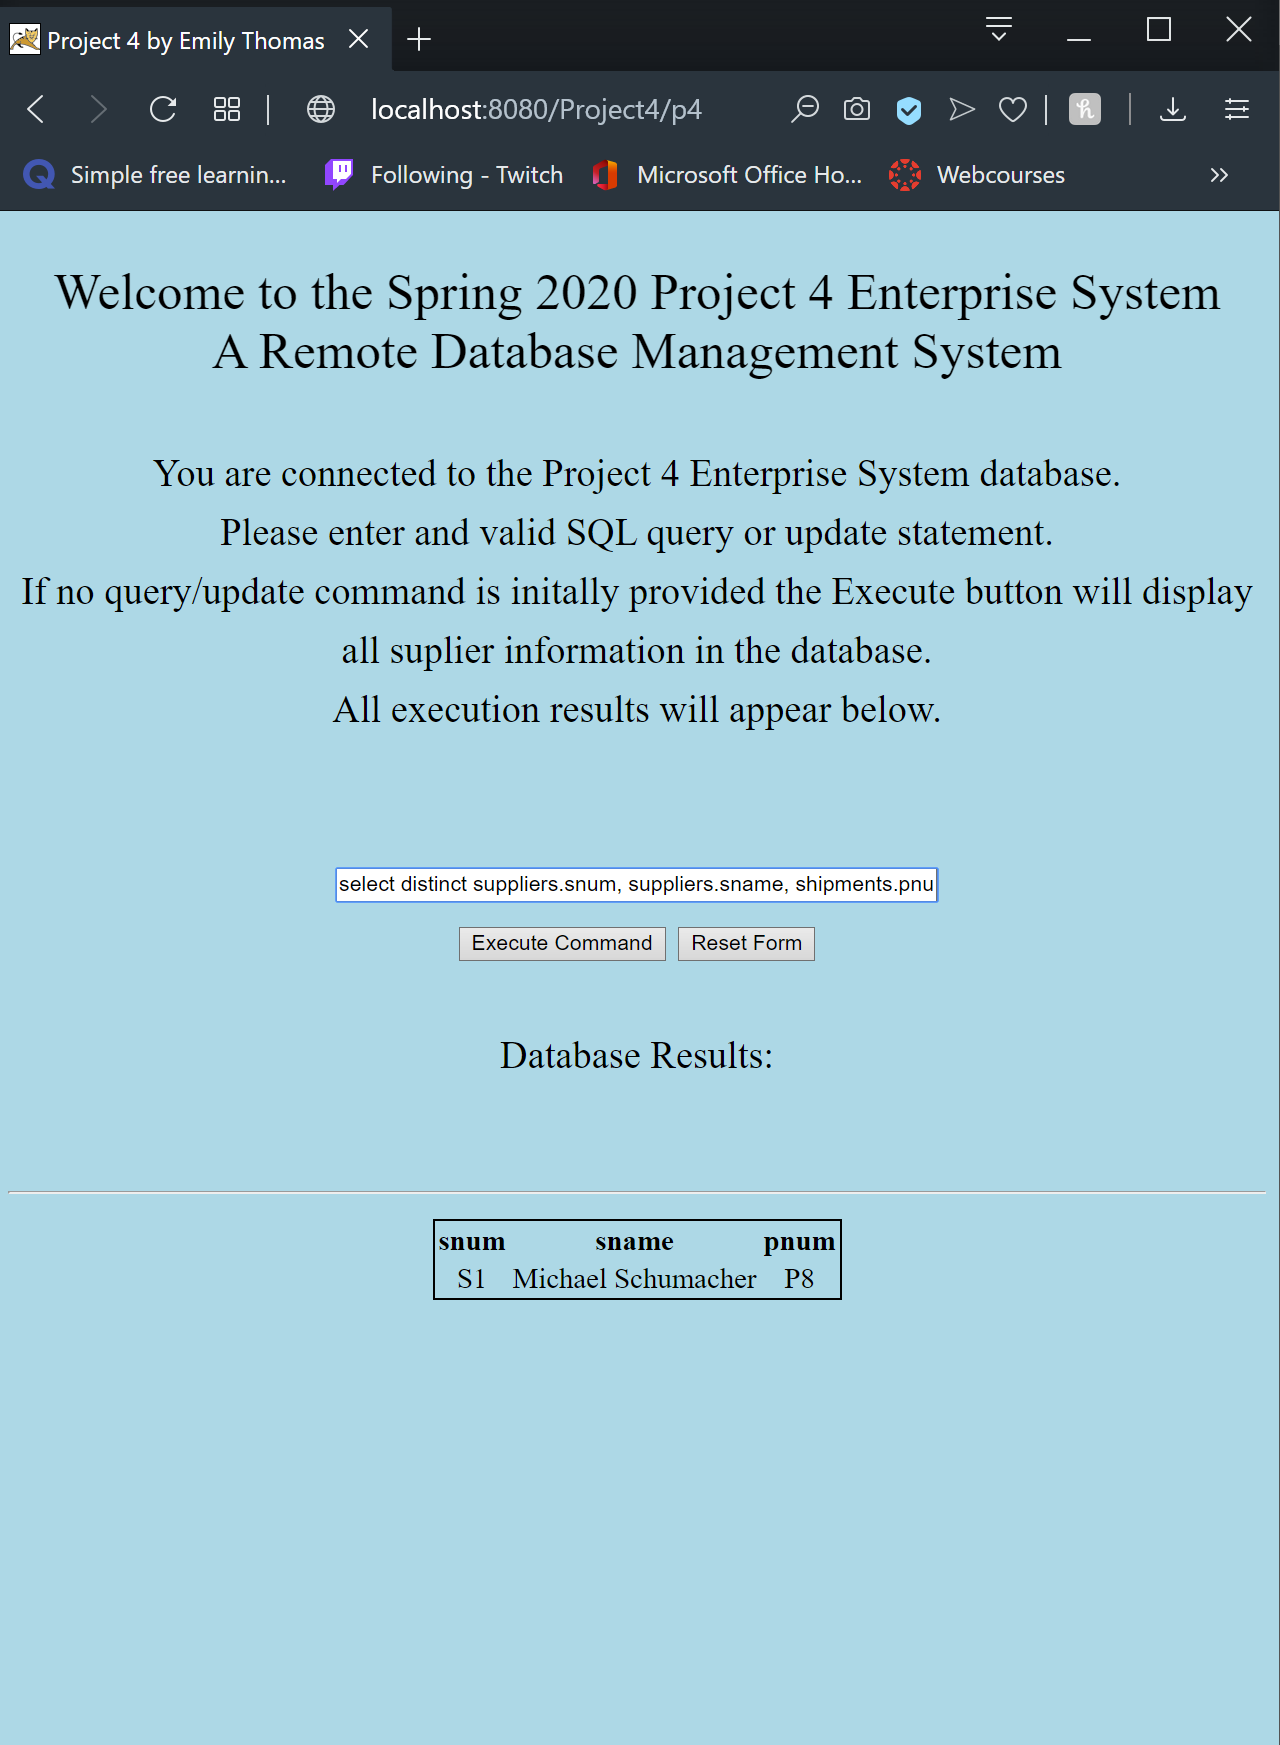 Project 4 by Emily Thomas
localhost:8080/Project4/p4
Simple free learnin... Following - Twitch Microsoft Office Ho... Webcourses
Welcome to the Spring 2020 Project 4 Enterprise System
A Remote Database Management System
You are connected to the Project 4 Enterprise System database.
Please enter and valid SQL query or update statement.
If no query/update command is initally provided the Execute button will display
all suplier information in the database.
All execution results will appear below.
select distinct suppliers.snum, suppliers.sname, shipments.pnu
Execute Command Reset Form
Database Results:
snum sname pnum
S1 Michael Schumacher P8